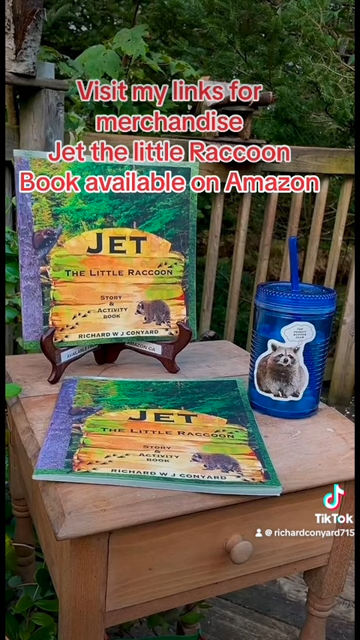 Visit my links for
merchandise
Jet the little Raccoon
Book available on Amazon
JET
THE LITTLE RACCOON
STORY
&
ACTIVITY
BOOK
RICHARD W J CONYARD
JET
THE LITTLE RACCOON
STORY
&
ACTIVITY
BOOK
RICHARD W J CONYARD
TikTok
@ richardconyard715